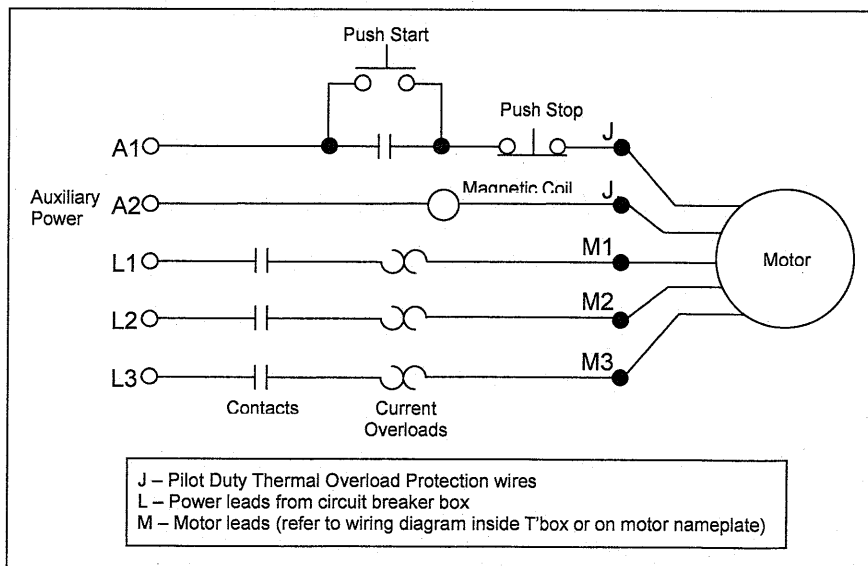 Push Start
Push Stop
A1
J
Auxiliary
Power
A2
Magnetic Coil
J
L1
M1
Motor
L2
M2
L3
M3
Contacts
Current
Overloads
J – Pilot Duty Thermal Overload Protection wires
L – Power leads from circuit breaker box
M – Motor leads (refer to wiring diagram inside T'box or on motor nameplate)